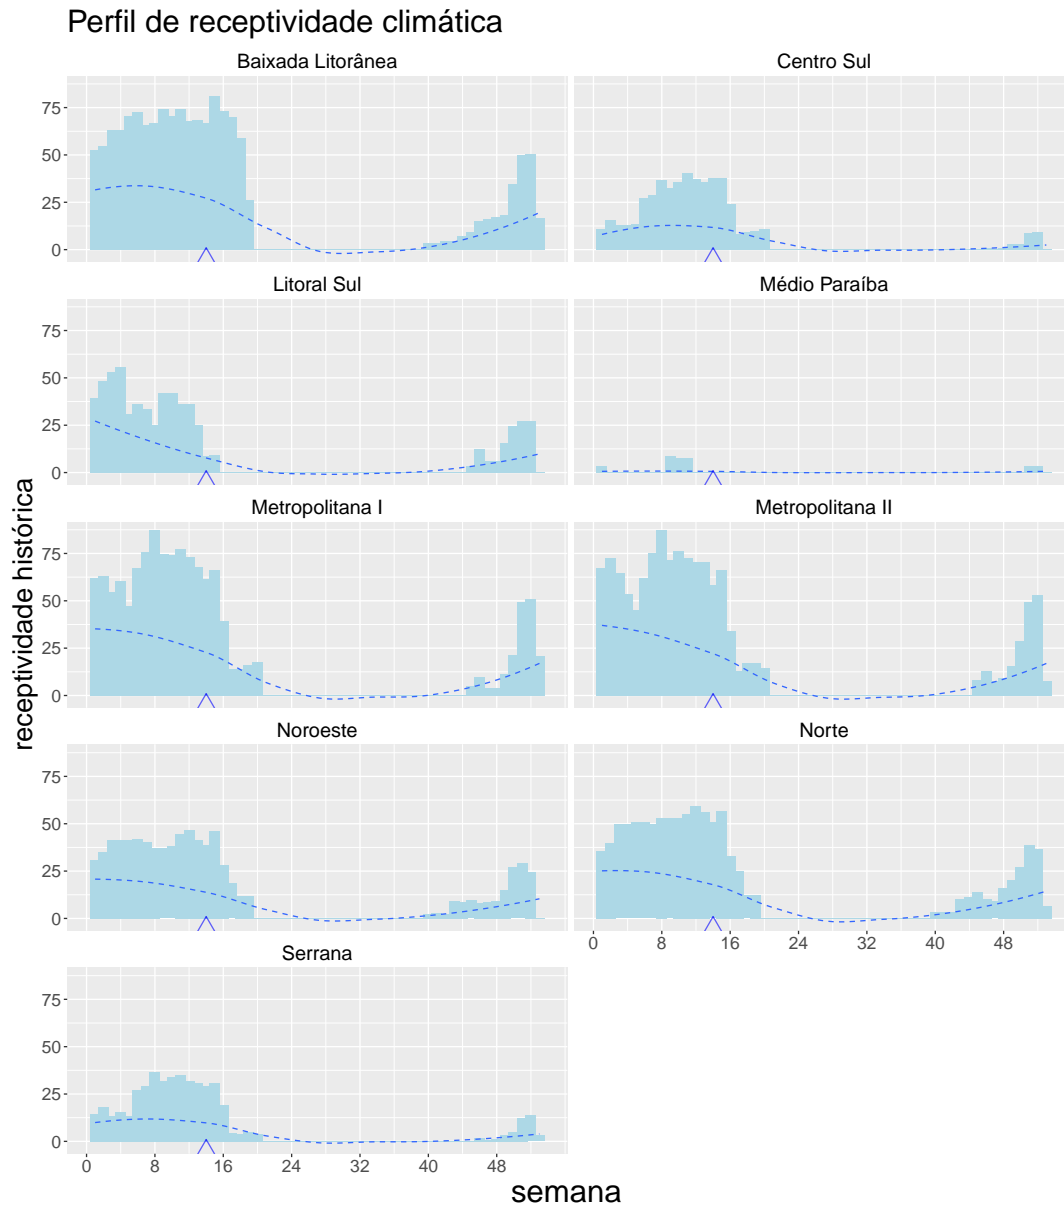 Perfil de receptividade climática
Baixada Litorânea
Centro Sul
75
50
25
0
Litoral Sul
Médio Paraíba
75
50
25
0
Metropolitana I
Metropolitana II
75
50
25
0
Noroeste
Norte
75
50
25
0
0 8 16 24 32 40 48
Serrana
75
50
25
0
0 8 16 24 32 40 48
receptividade histórica
semana